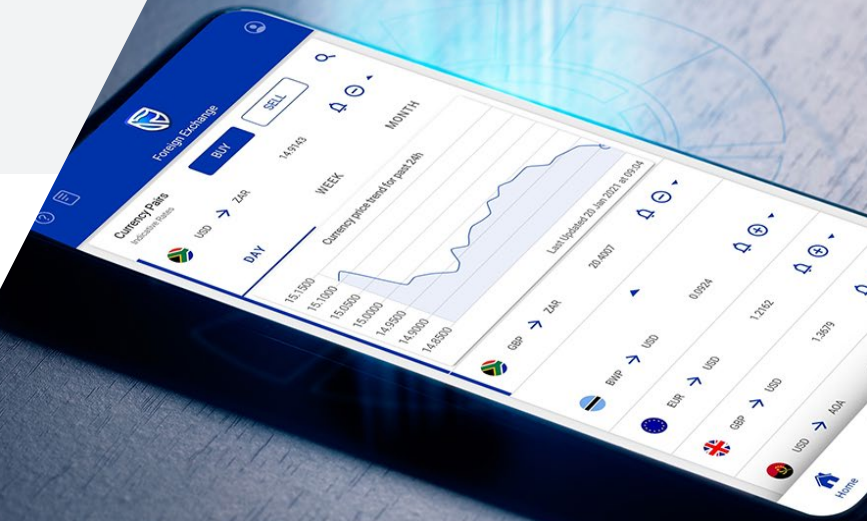 Foreign Exchange
Currency Pairs
Indicative Rates
BUY
SELL
USD → ZAR
14.9143
DAY
WEEK
MONTH
Currency price trend for past 24h
15.1500
15.1000
15.0500
15.0000
14.9500
14.9000
14.8500
Last Updated 20 Jan 2021 at 09:04
GBP → ZAR
20.4007
BWP → USD
0.0924
EUR → USD
1.2162
GBP → USD
1.3679
USD → AOA
Home